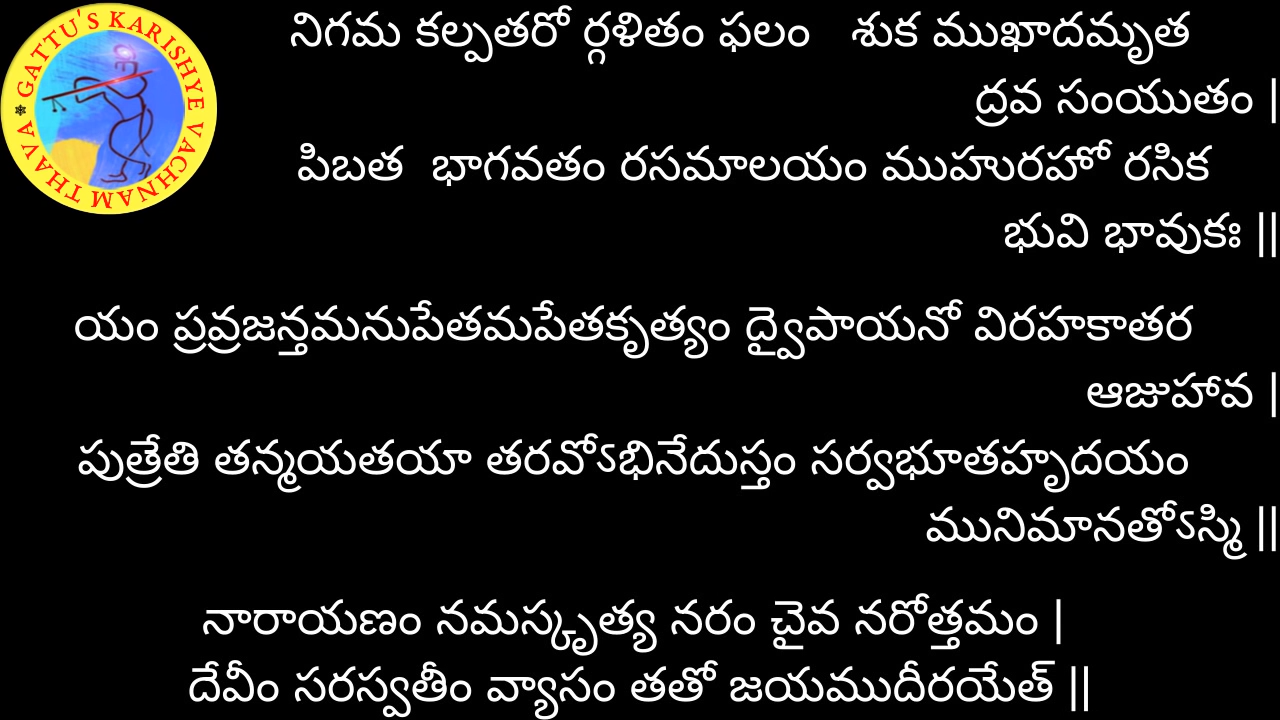 GATTU'S KARISHYE VACHNAM THAVA
నిగమ కల్పతరో ర్గళితం ఫలం శుక ముఖాదమృత
ద్రవ సంయుతం |
పిబత భాగవతం రసమాలయం ముహురహో రసిక
భువి భావుకః ||
యం ప్రవ్రజన్తమనుపేతమపేతకృత్యం ద్వైపాయనో విరహకాతర
ఆజుహావ |
పుత్రేతి తన్మయతయా తరవోఽభినేదుస్తం సర్వభూతహృదయం
మునిమానతోఽస్మి ||
నారాయణం నమస్కృత్య నరం చైవ నరోత్తమం |
దేవీం సరస్వతీం వ్యాసం తతో జయముదీరయేత్ ||